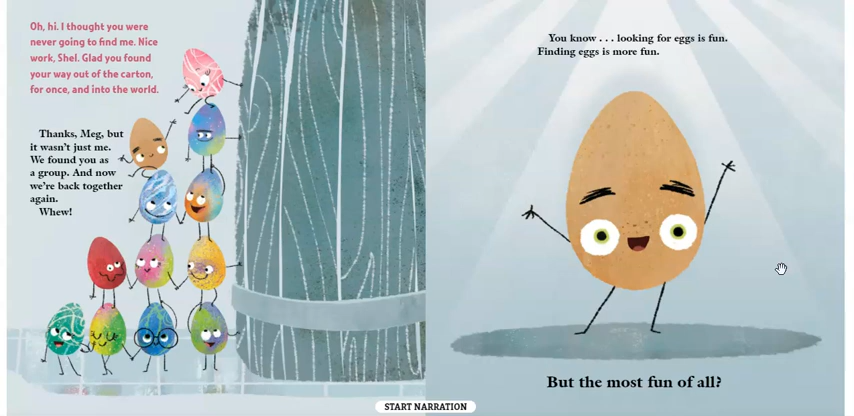 Oh, hi. I thought you were
never going to find me. Nice
work, Shel. Glad you found
your way out of the carton,
for once, and into the world.
Thanks, Meg, but
it wasn't just me.
We found you as
a group. And now
we're back together
again.
Whew!
You know . . . looking for eggs is fun.
Finding eggs is more fun.
But the most fun of all?
START NARRATION